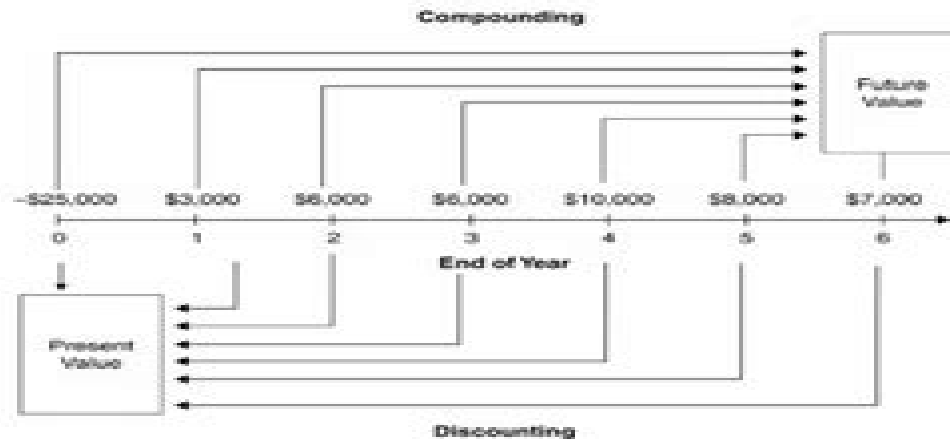 Compounding
Future
Value
–$25,000 $3,000 $6,000 $6,000 $10,000 $8,000 $7,000
0 1 2 3 4 5 6
End of Year
Present
Value
Discounting